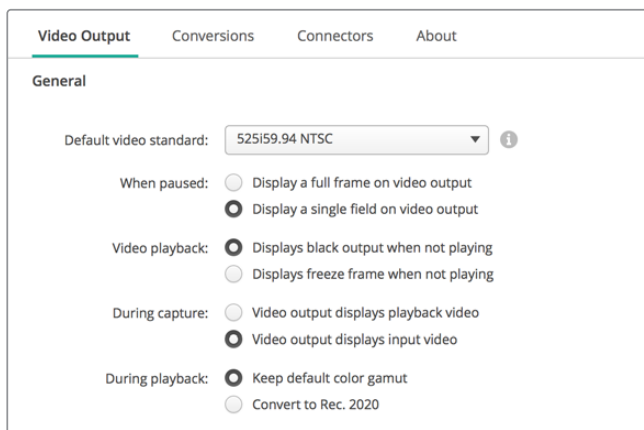 Video Output Conversions Connectors About
General
Default video standard: 525i59.94 NTSC
When paused: Display a full frame on video output
Display a single field on video output
Video playback: Displays black output when not playing
Displays freeze frame when not playing
During capture: Video output displays playback video
Video output displays input video
During playback: Keep default color gamut
Convert to Rec. 2020